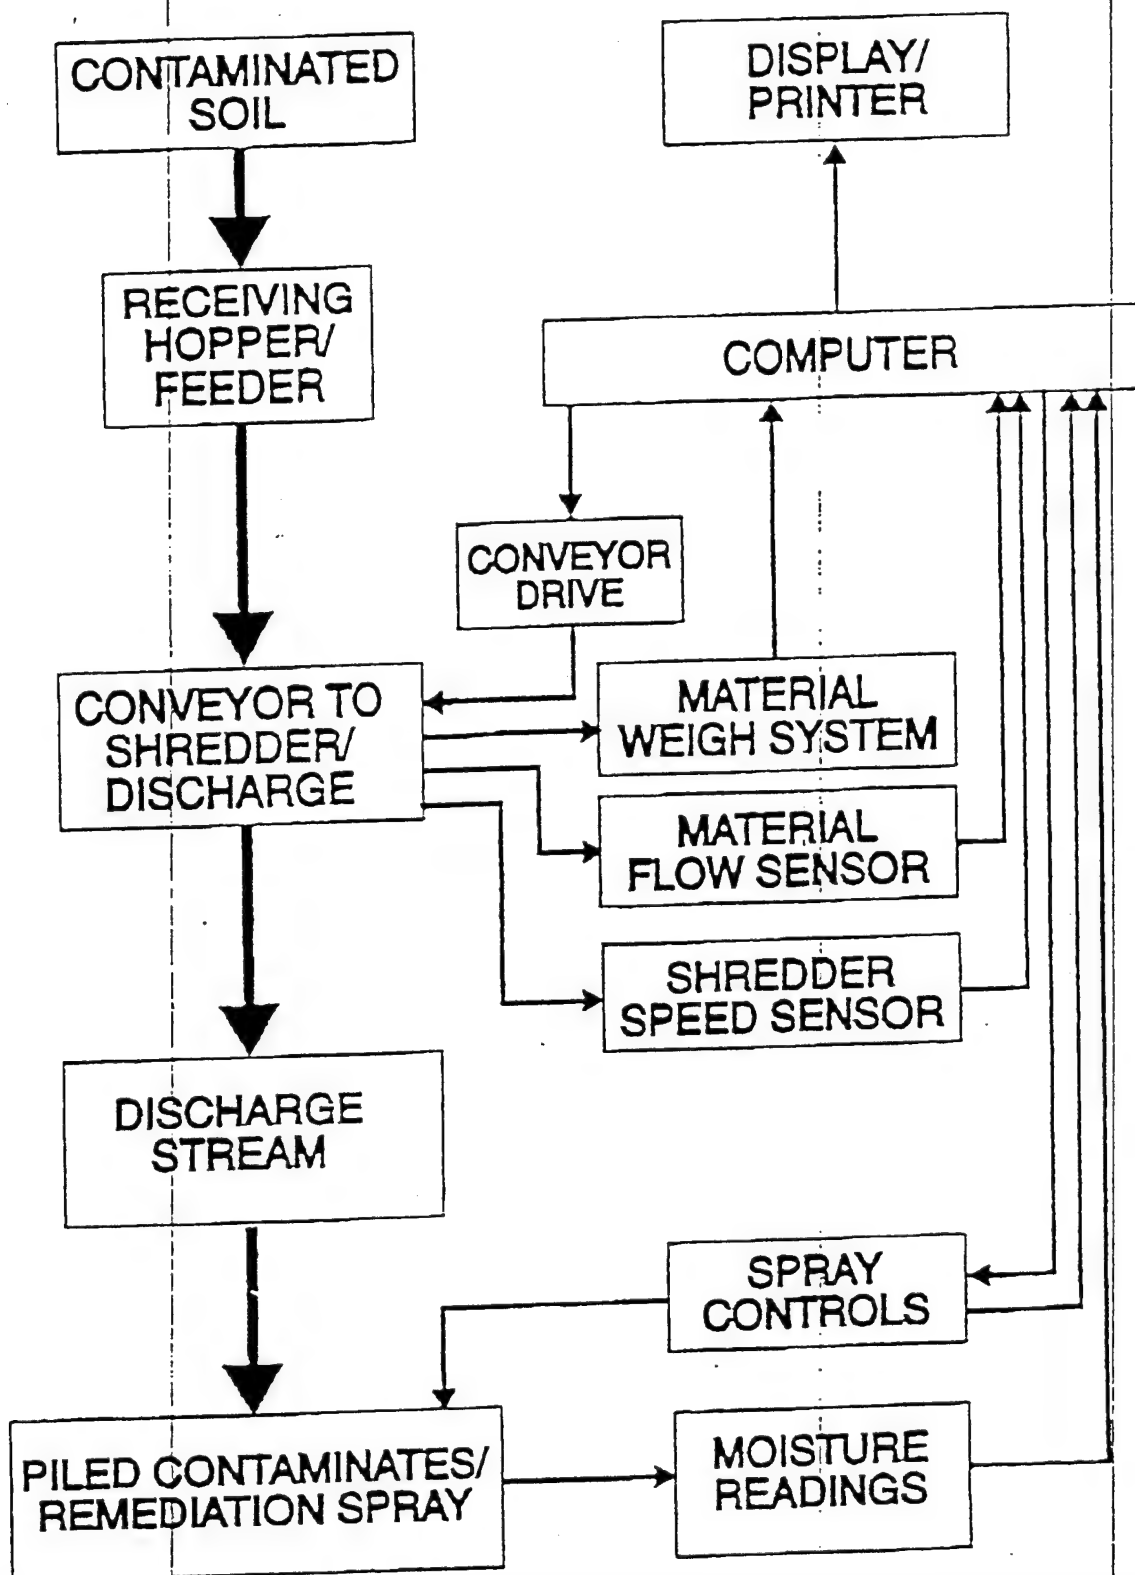 CONTAMINATED
SOIL
DISPLAY/
PRINTER
RECEIVING
HOPPER/
FEEDER
COMPUTER
CONVEYOR
DRIVE
CONVEYOR TO
SHREDDER/
DISCHARGE
MATERIAL
WEIGH SYSTEM
MATERIAL
FLOW SENSOR
SHREDDER
SPEED SENSOR
DISCHARGE
STREAM
SPRAY
CONTROLS
PILED CONTAMINATES/
REMEDIATION SPRAY
MOISTURE
READINGS